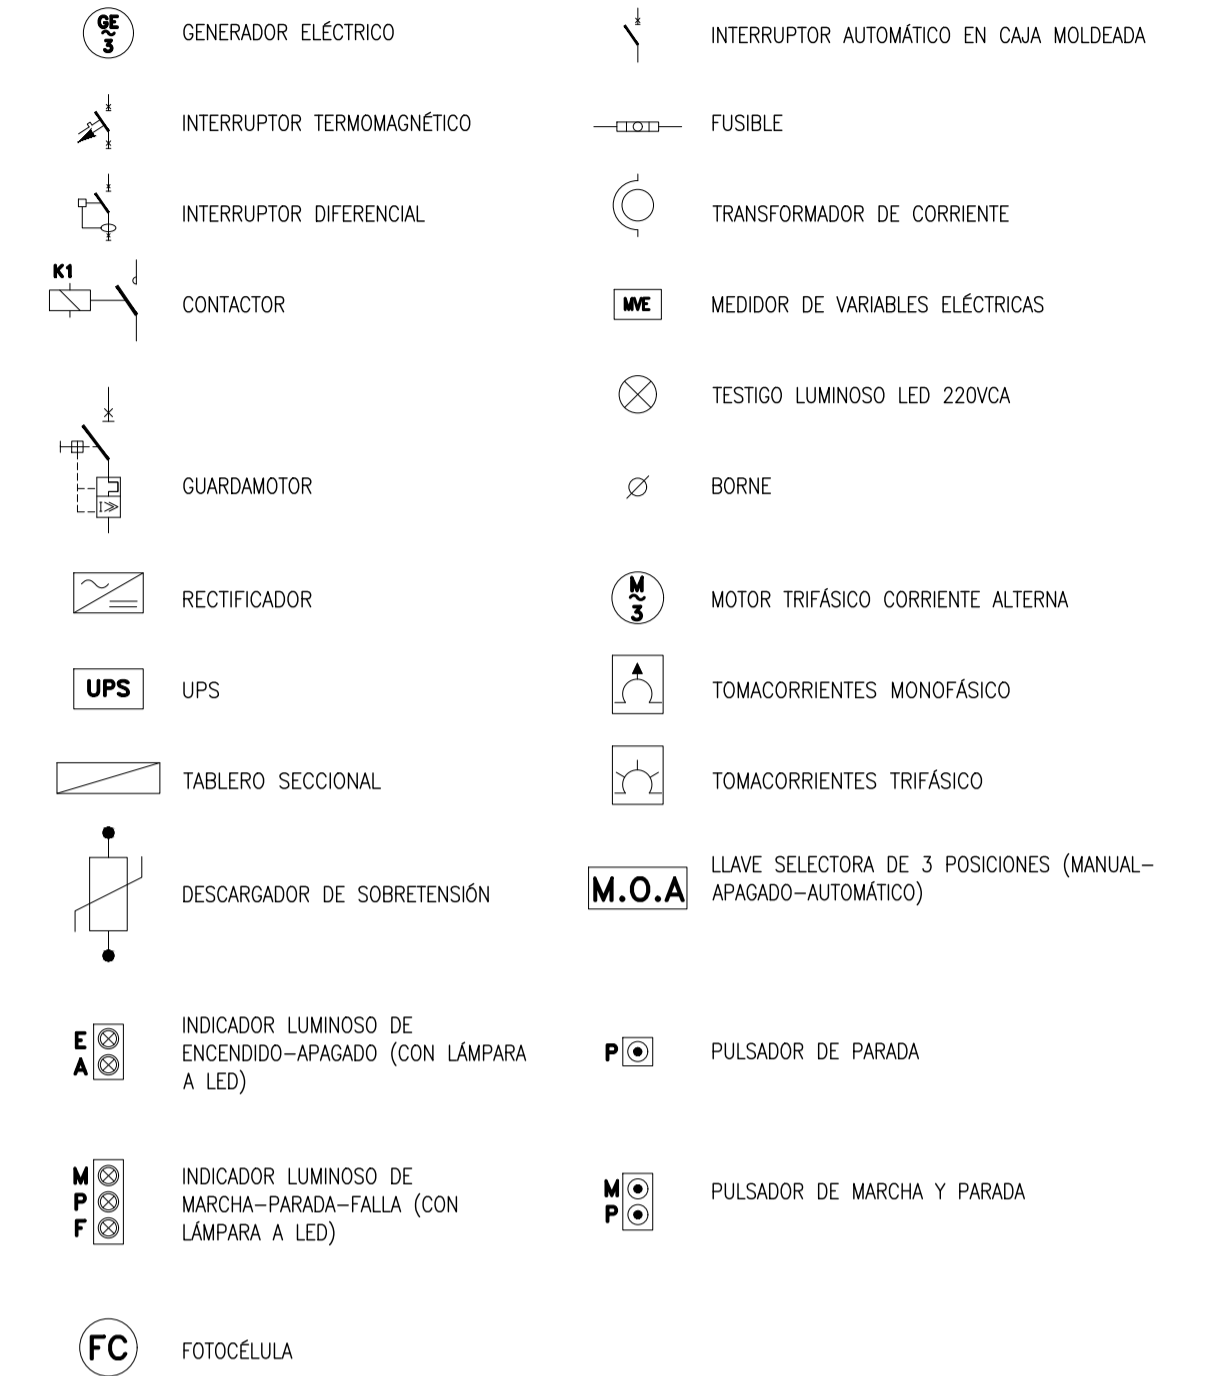 GE
~
3
GENERADOR ELÉCTRICO
INTERRUPTOR AUTOMÁTICO EN CAJA MOLDEADA
INTERRUPTOR TERMOMAGNÉTICO
FUSIBLE
INTERRUPTOR DIFERENCIAL
TRANSFORMADOR DE CORRIENTE
K1
CONTACTOR
MVE
MEDIDOR DE VARIABLES ELÉCTRICAS
TESTIGO LUMINOSO LED 220VCA
I≫
GUARDAMOTOR
BORNE
RECTIFICADOR
M
~
3
MOTOR TRIFÁSICO CORRIENTE ALTERNA
UPS
UPS
TOMACORRIENTES MONOFÁSICO
TABLERO SECCIONAL
TOMACORRIENTES TRIFÁSICO
DESCARGADOR DE SOBRETENSIÓN
M.O.A
LLAVE SELECTORA DE 3 POSICIONES (MANUAL-
APAGADO-AUTOMÁTICO)
E
A
INDICADOR LUMINOSO DE
ENCENDIDO-APAGADO (CON LÁMPARA
A LED)
P
PULSADOR DE PARADA
M
P
F
INDICADOR LUMINOSO DE
MARCHA-PARADA-FALLA (CON
LÁMPARA A LED)
M
P
PULSADOR DE MARCHA Y PARADA
FC
FOTOCÉLULA